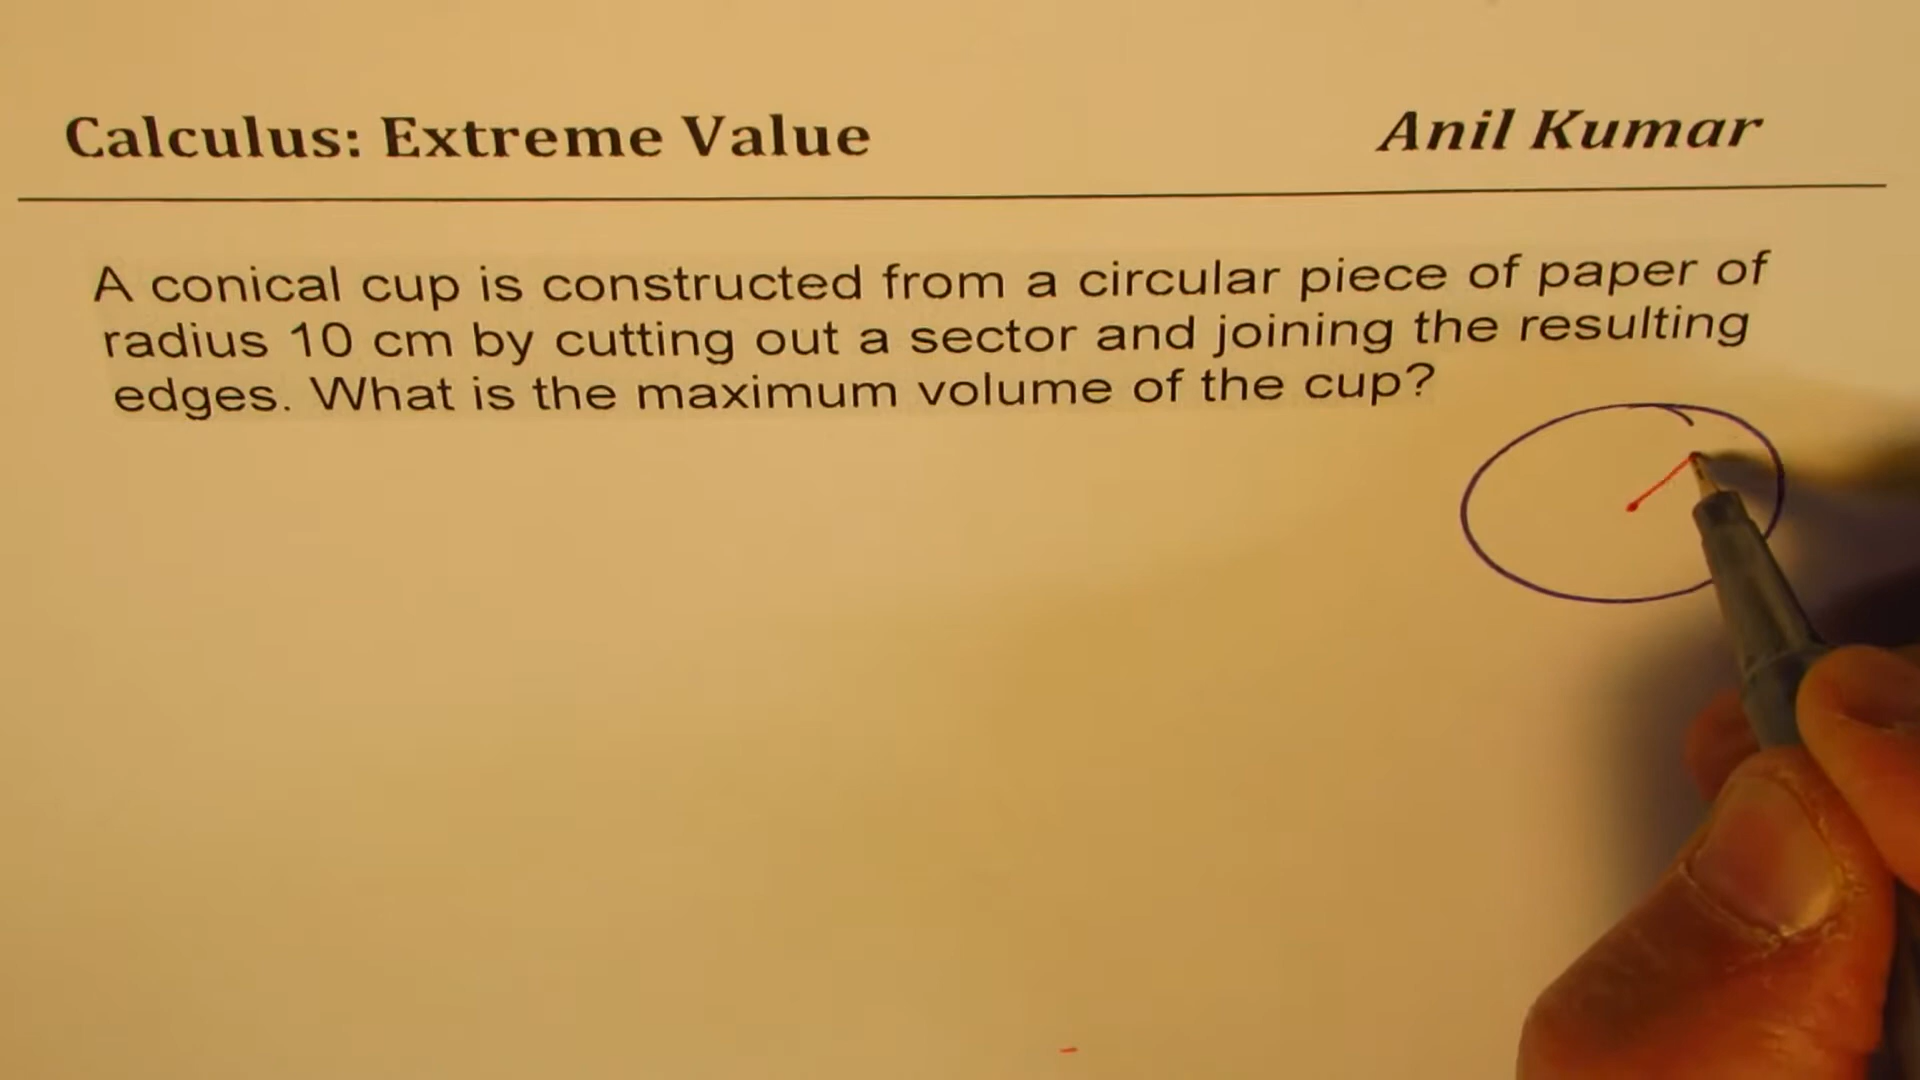 Calculus: Extreme Value Anil Kumar
A conical cup is constructed from a circular piece of paper of
radius 10 cm by cutting out a sector and joining the resulting
edges. What is the maximum volume of the cup?